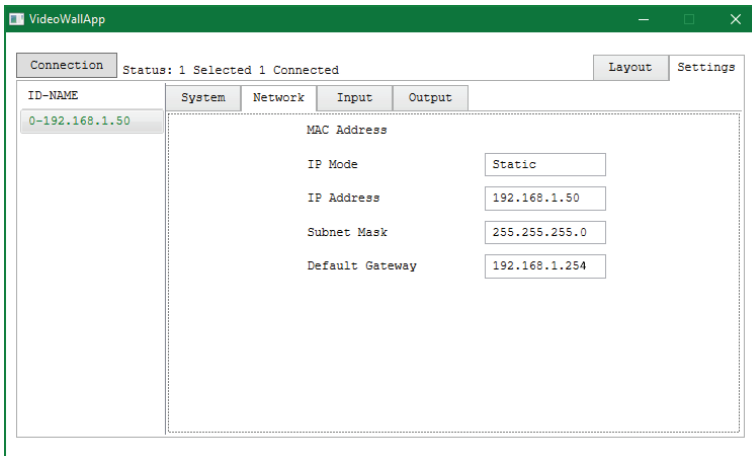 VideoWallApp
Connection Status: 1 Selected 1 Connected Layout Settings
ID-NAME System Network Input Output
0-192.168.1.50
MAC Address
IP Mode Static
IP Address 192.168.1.50
Subnet Mask 255.255.255.0
Default Gateway 192.168.1.254